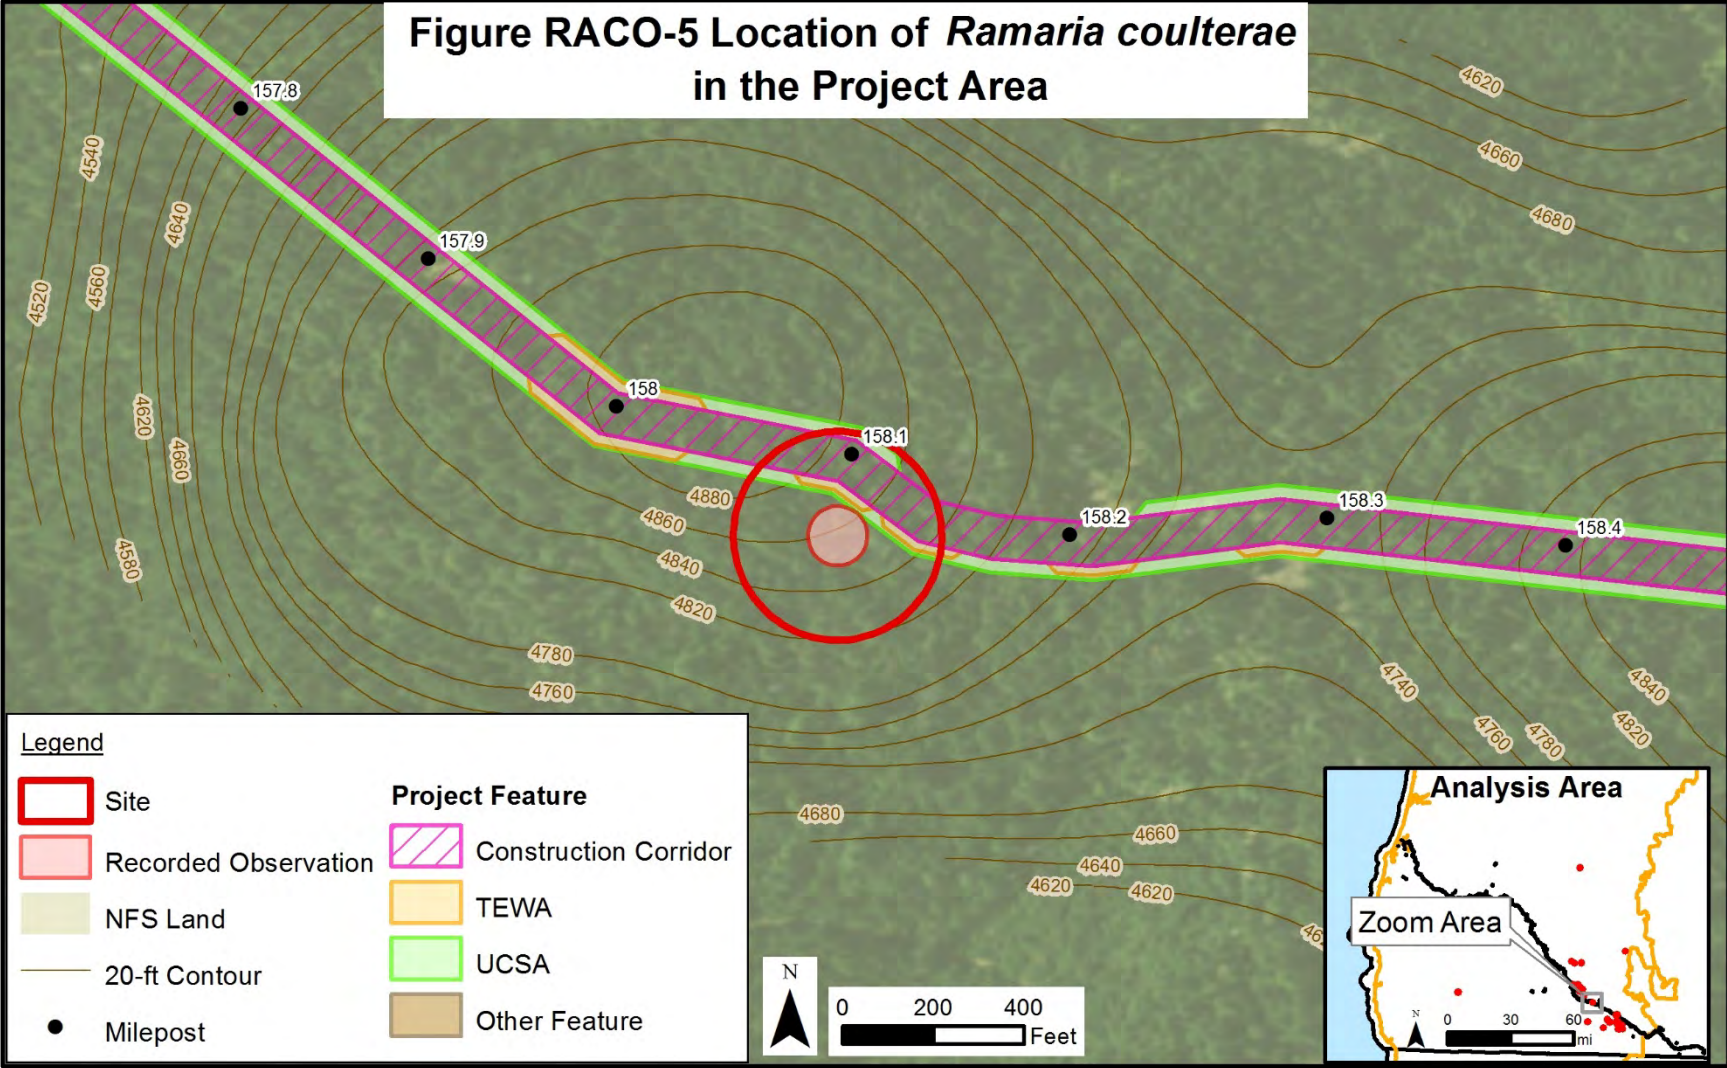 Figure RACO-5 Location of Ramaria coulterae
in the Project Area
157.8
157.9
158
158.1
158.2
158.3
158.4
4620
4660
4680
4540
4640
4560
4520
4620
4660
4580
4880
4860
4840
4820
4780
4760
4740
4760
4780
4820
4840
4680
4660
4640
4620
4620
Legend
Site
Recorded Observation
NFS Land
20-ft Contour
Milepost
Project Feature
Construction Corridor
TEWA
UCSA
Other Feature
N
0 200 400
Feet
Analysis Area
Zoom Area
N
0 30 60
mi